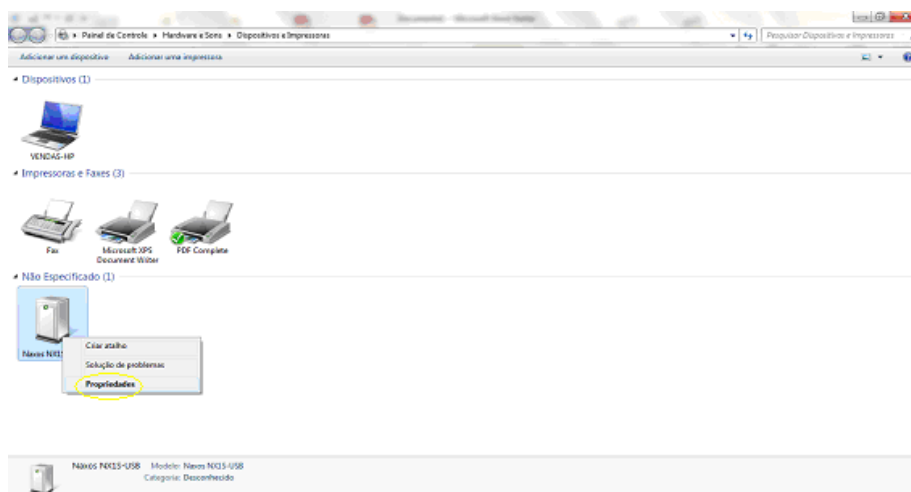 Painel de Controle ▸ Hardware e Sons ▸ Dispositivos e Impressoras
Pesquisar Dispositivos e Impressoras
Adicionar um dispositivo Adicionar uma impressora
Dispositivos (1)
VENDAS-HP
Impressoras e Faxes (3)
Fax
Microsoft XPS
Document Writer
PDF Complete
Não Especificado (1)
Naxos NX15
Criar atalho
Solução de problemas
Propriedades
Naxos NX15-USB Modelo: Naxos NX15-USB
Categoria: Desconhecido